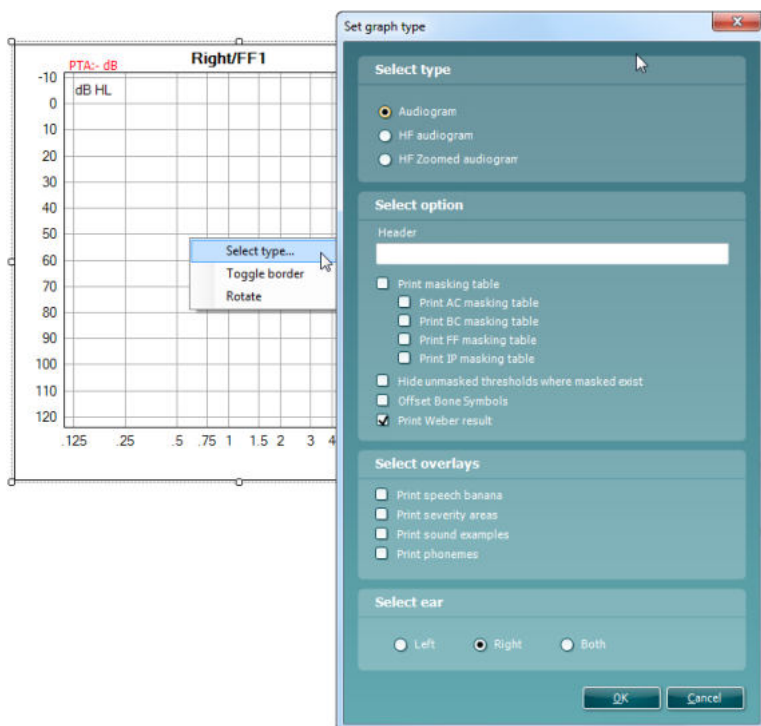 Set graph type
PTA:- dB
Right/FF1
dB HL
-10
0
10
20
30
40
50
60
70
80
90
100
110
120
.125 .25 .5 .75 1 1.5 2 3 4
Select type...
Toggle border
Rotate
Select type
Audiogram
HF audiogram
HF Zoomed audiogram
Select option
Header
Print masking table
Print AC masking table
Print BC masking table
Print FF masking table
Print IP masking table
Hide unmasked thresholds where masked exist
Offset Bone Symbols
Print Weber result
Select overlays
Print speech banana
Print severity areas
Print sound examples
Print phonemes
Select ear
Left Right Both
OK Cancel